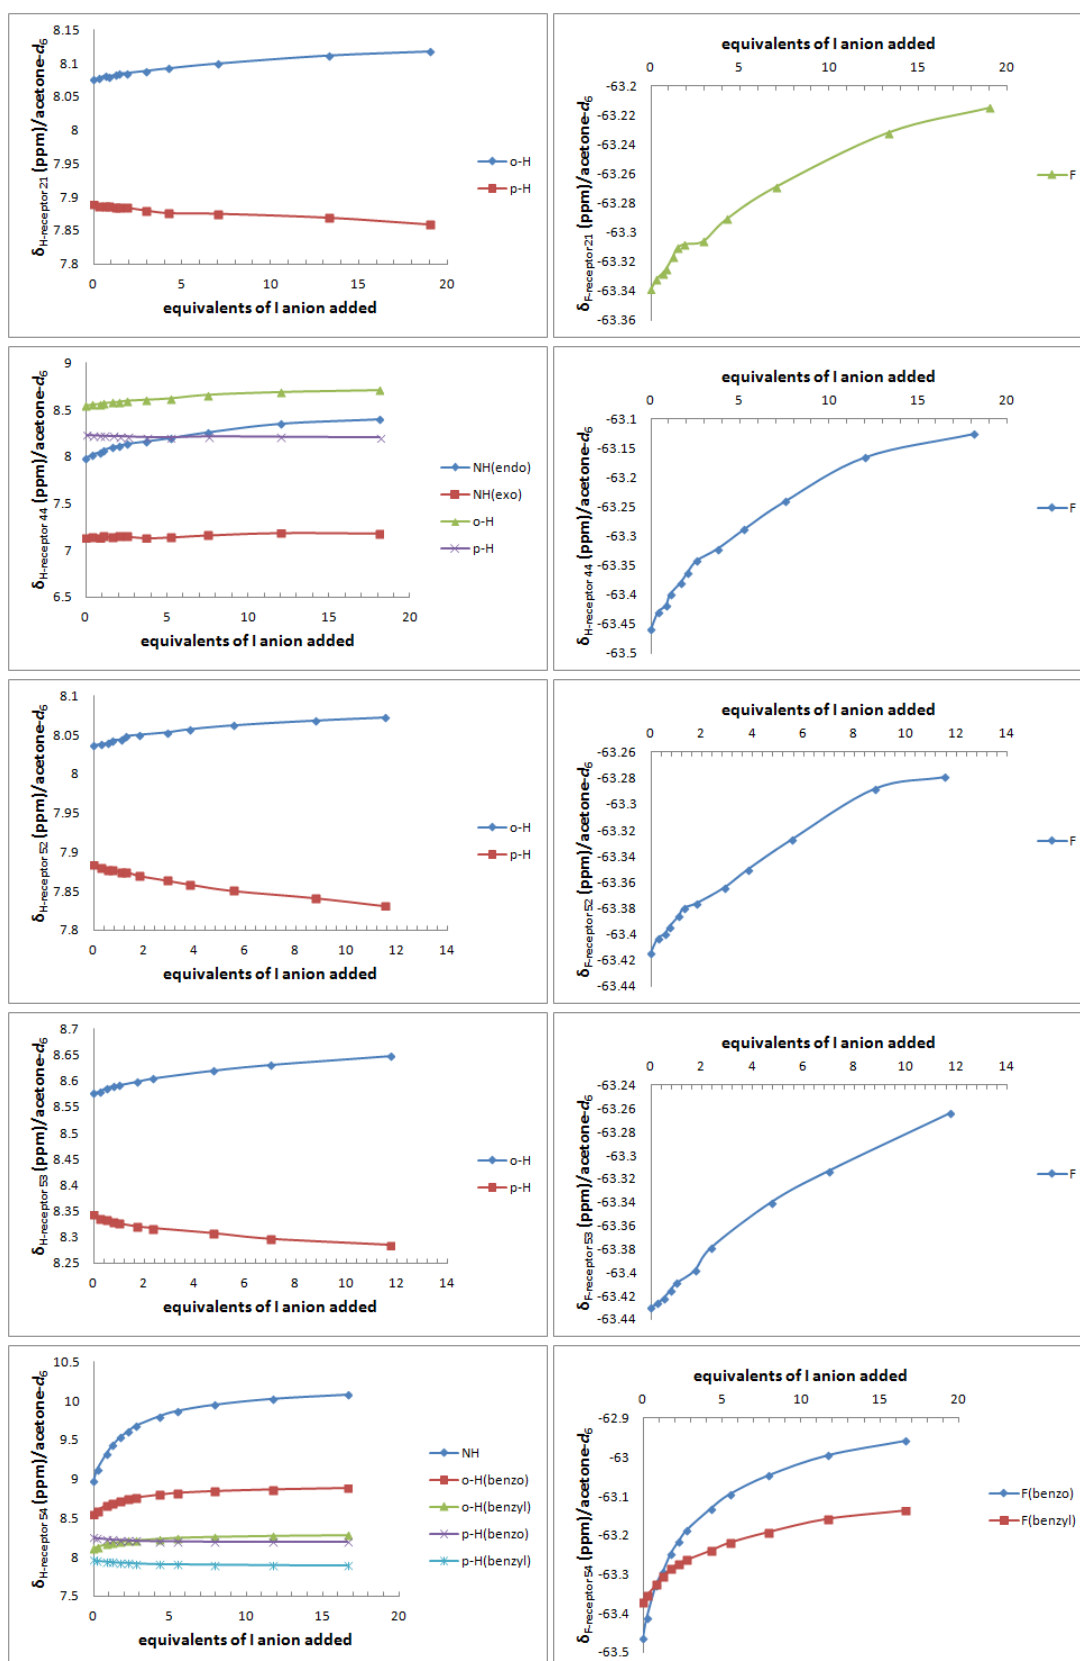 8.15
8.1
8.05
8
7.95
7.9
7.85
7.8
0 5 10 15 20
equivalents of I anion added
δH-receptor 21 (ppm)/acetone-d6
o-H
p-H
equivalents of I anion added
0 5 10 15 20
-63.2
-63.22
-63.24
-63.26
-63.28
-63.3
-63.32
-63.34
-63.36
δF-receptor 21 (ppm)/acetone-d6
F
9
8.5
8
7.5
7
6.5
0 5 10 15 20
equivalents of I anion added
δH-receptor 44 (ppm)/acetone-d6
NH(endo)
NH(exo)
o-H
p-H
equivalents of I anion added
0 5 10 15 20
-63.1
-63.15
-63.2
-63.25
-63.3
-63.35
-63.4
-63.45
-63.5
δH-receptor 44 (ppm)/acetone-d6
F
8.1
8.05
8
7.95
7.9
7.85
7.8
0 2 4 6 8 10 12 14
equivalents of I anion added
δH-receptor 52 (ppm)/acetone-d6
o-H
p-H
equivalents of I anion added
0 2 4 6 8 10 12 14
-63.26
-63.28
-63.3
-63.32
-63.34
-63.36
-63.38
-63.4
-63.42
-63.44
δF-receptor 52 (ppm)/acetone-d6
F
8.7
8.65
8.6
8.55
8.5
8.45
8.4
8.35
8.3
8.25
0 2 4 6 8 10 12 14
equivalents of I anion added
δH-receptor 53 (ppm)/acetone-d6
o-H
p-H
equivalents of I anion added
0 2 4 6 8 10 12 14
-63.24
-63.26
-63.28
-63.3
-63.32
-63.34
-63.36
-63.38
-63.4
-63.42
-63.44
δF-receptor 53 (ppm)/acetone-d6
F
10.5
10
9.5
9
8.5
8
7.5
0 5 10 15 20
equivalents of I anion added
δH-receptor 54 (ppm)/acetone-d6
NH
o-H(benzo)
o-H(benzyl)
p-H(benzo)
p-H(benzyl)
equivalents of I anion added
0 5 10 15 20
-62.9
-63
-63.1
-63.2
-63.3
-63.4
-63.5
δF-receptor 54 (ppm)/acetone-d6
F(benzo)
F(benzyl)